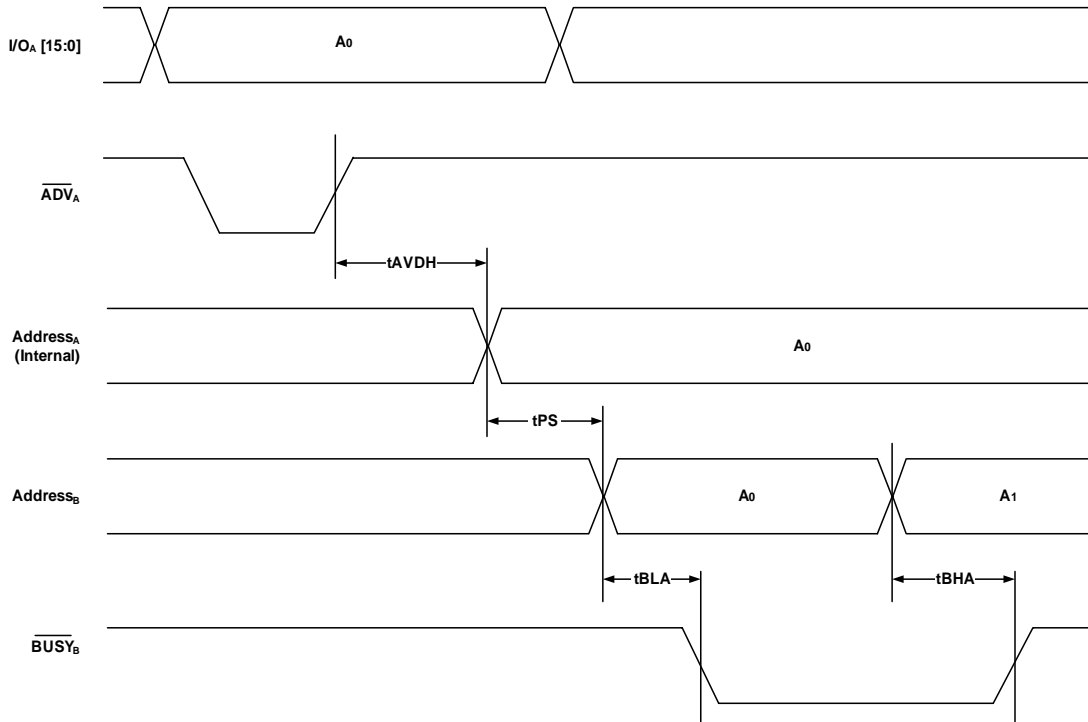 I/OA [15:0]
A0
ADVA
tAVDH
AddressA
(Internal)
A0
tPS
AddressB
A0
A1
tBLA
tBHA
BUSYB